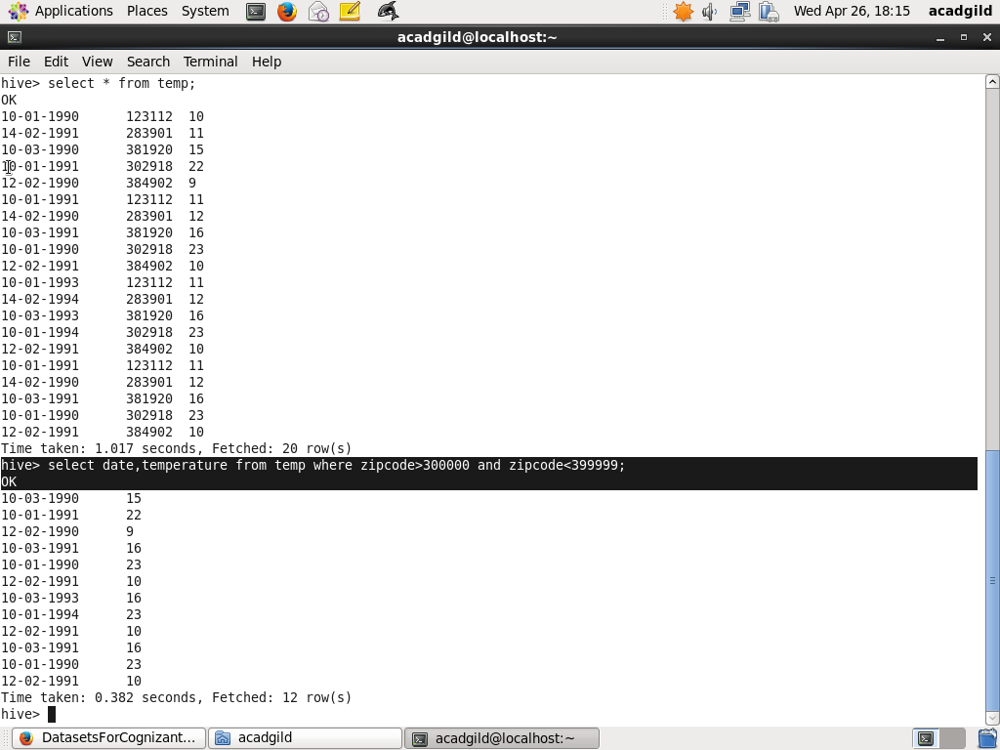 Applications Places System Wed Apr 26, 18:15 acadgild
acadgild@localhost:~
File Edit View Search Terminal Help
hive> select * from temp;
OK
10-01-1990 123112 10
14-02-1991 283901 11
10-03-1990 381920 15
10-01-1991 302918 22
12-02-1990 384902 9
10-01-1991 123112 11
14-02-1990 283901 12
10-03-1991 381920 16
10-01-1990 302918 23
12-02-1991 384902 10
10-01-1993 123112 11
14-02-1994 283901 12
10-03-1993 381920 16
10-01-1994 302918 23
12-02-1991 384902 10
10-01-1991 123112 11
14-02-1990 283901 12
10-03-1991 381920 16
10-01-1990 302918 23
12-02-1991 384902 10
Time taken: 1.017 seconds, Fetched: 20 row(s)
hive> select date,temperature from temp where zipcode>300000 and zipcode<399999;
OK
10-03-1990 15
10-01-1991 22
12-02-1990 9
10-03-1991 16
10-01-1990 23
12-02-1991 10
10-03-1993 16
10-01-1994 23
12-02-1991 10
10-03-1991 16
10-01-1990 23
12-02-1991 10
Time taken: 0.382 seconds, Fetched: 12 row(s)
hive>
DatasetsForCognizant... acadgild acadgild@localhost:~